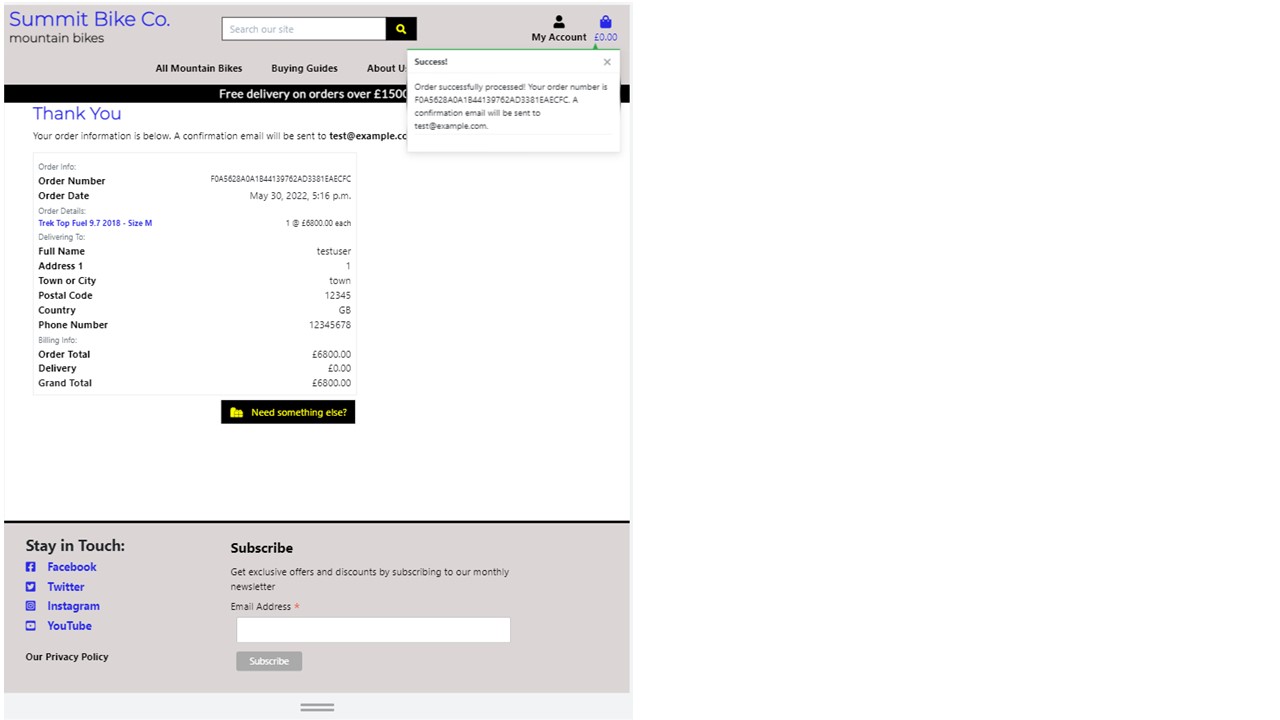 Summit Bike Co.
mountain bikes
Search our site
My Account
£0.00
All Mountain Bikes
Buying Guides
About U
Free delivery on orders over £1500
Success!
×
Order successfully processed! Your order number is
F0A5628A0A1B44139762AD3381EAECFC. A
confirmation email will be sent to
test@example.com.
Thank You
Your order information is below. A confirmation email will be sent to test@example.co
Order Info:
Order Number F0A5628A0A1B44139762AD3381EAECFC
Order Date May 30, 2022, 5:16 p.m.
Order Details:
Trek Top Fuel 9.7 2018 - Size M 1 @ £6800.00 each
Delivering To:
Full Name testuser
Address 1 1
Town or City town
Postal Code 12345
Country GB
Phone Number 12345678
Billing Info:
Order Total £6800.00
Delivery £0.00
Grand Total £6800.00
Need something else?
Stay in Touch:
Facebook
Twitter
Instagram
YouTube
Our Privacy Policy
Subscribe
Get exclusive offers and discounts by subscribing to our monthly
newsletter
Email Address *
Subscribe